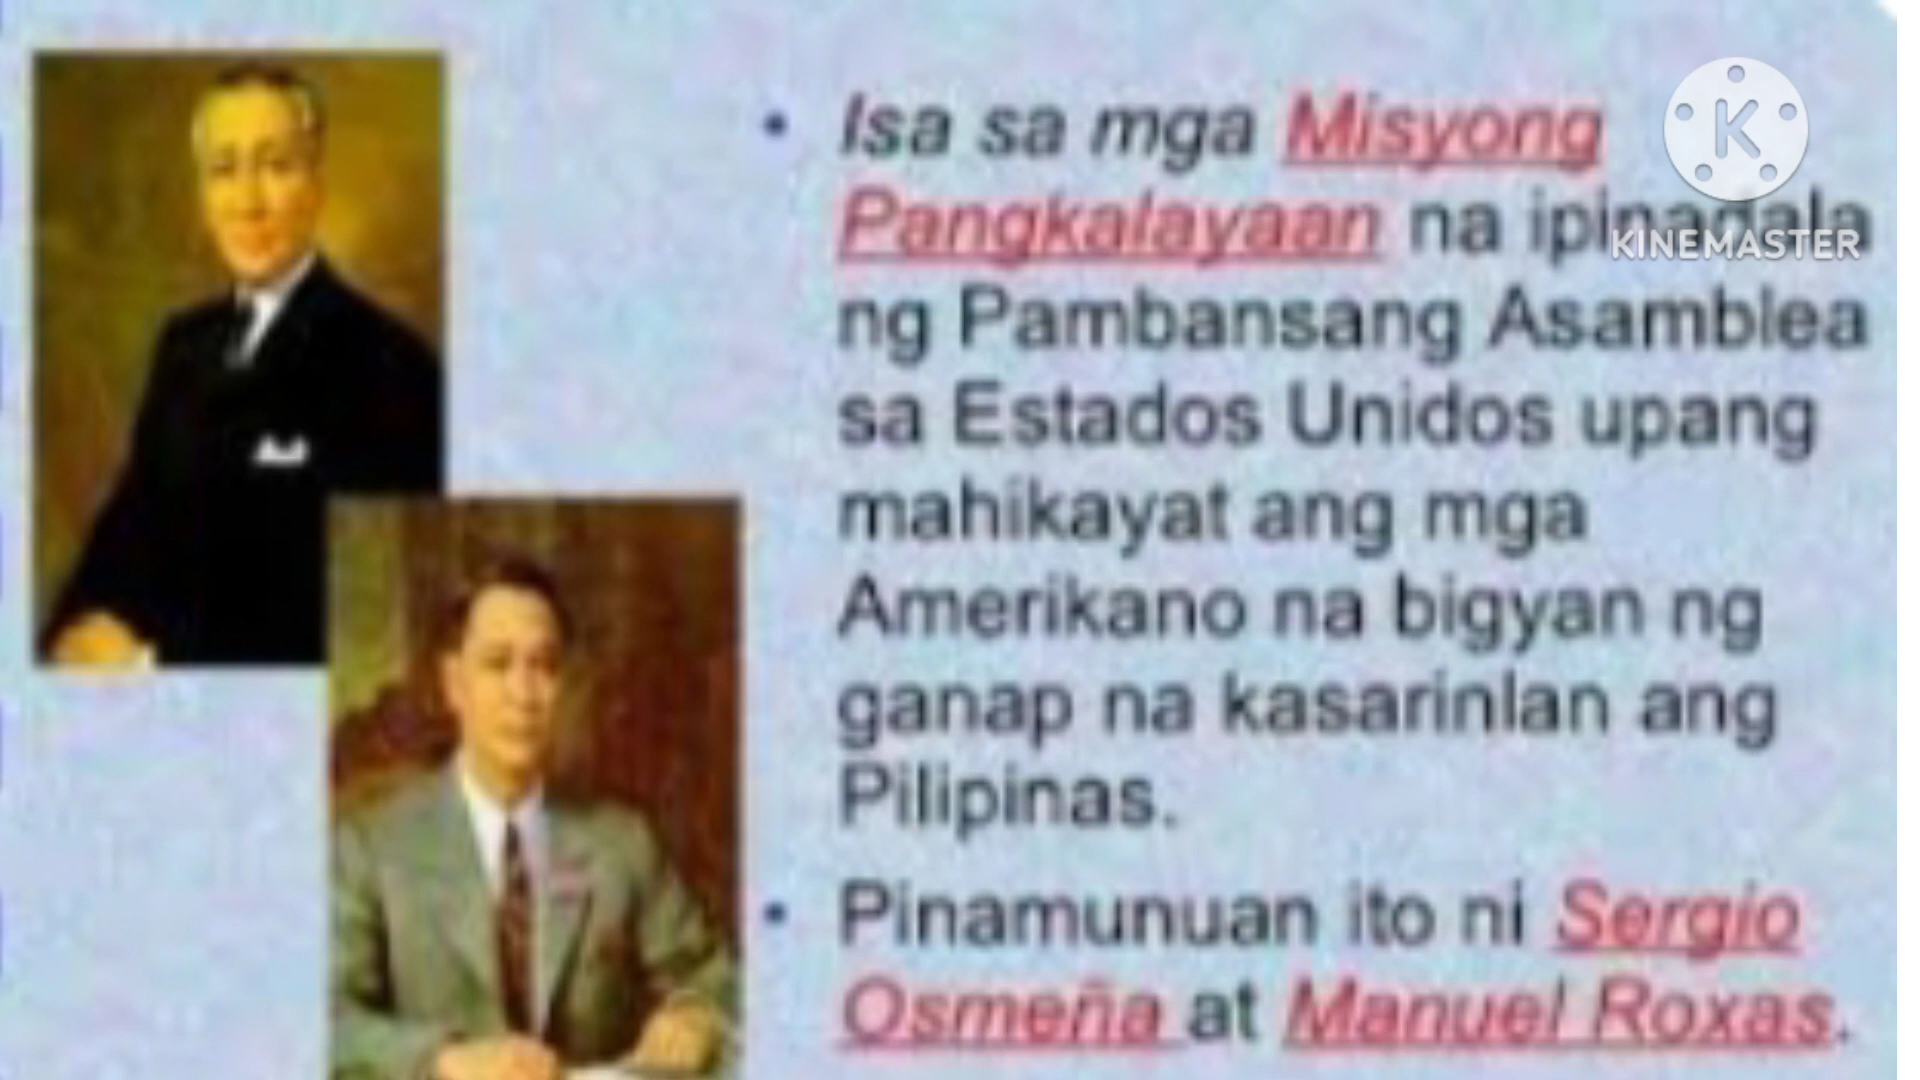 Isa sa mga Misyong
Pangkalayaan na ipinadala
ng Pambansang Asamblea
sa Estados Unidos upang
mahikayat ang mga
Amerikano na bigyan ng
ganap na kasarinlan ang
Pilipinas.
Pinamunuan ito ni Sergio
Osmeña at Manuel Roxas.
K
KINEMASTER